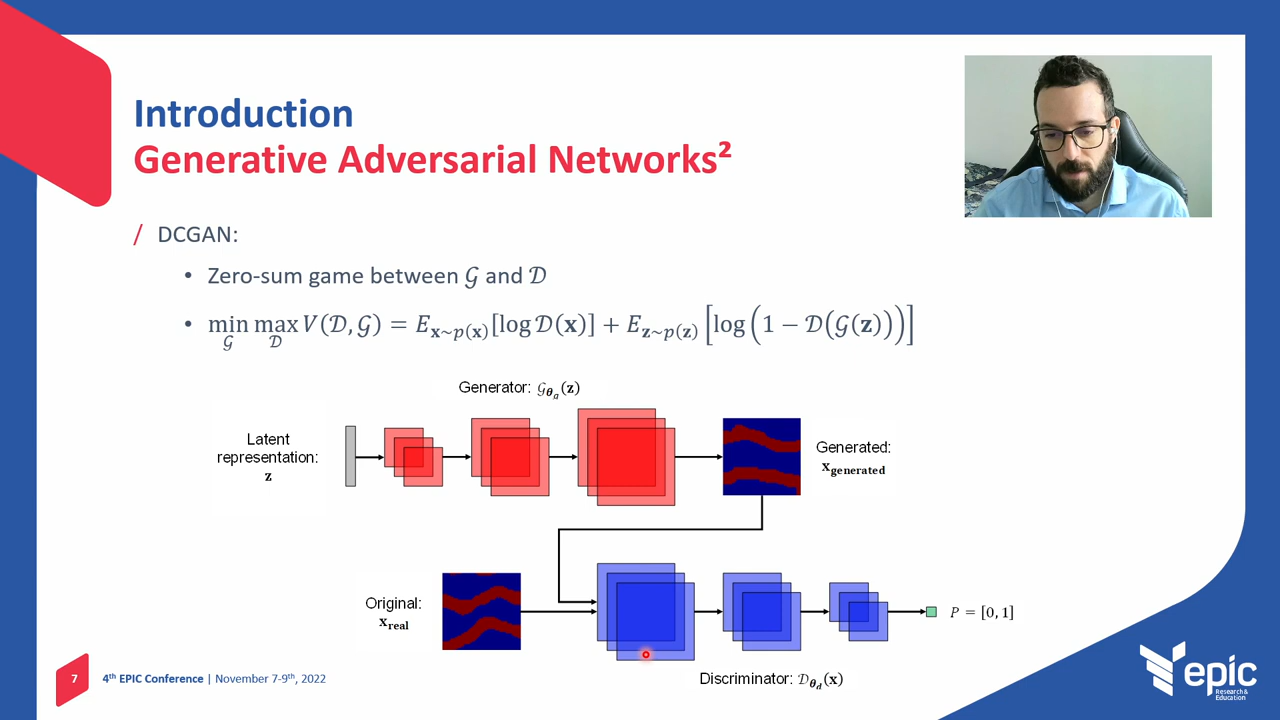 Introduction
Generative Adversarial Networks²
/ DCGAN:
• Zero-sum game between 𝒢 and 𝒟
• min_𝒢 max_𝒟 V(𝒟, 𝒢) = E_{𝐱~p(𝐱)}[log 𝒟(𝐱)] + E_{𝐳~p(𝐳)}[log(1 − 𝒟(𝒢(𝐳)))]
Generator: 𝒢_{θ_g}(𝐳)
Latent
representation:
𝐳
Generated:
𝐱_generated
Original:
𝐱_real
P = [0, 1]
Discriminator: 𝒟_{θ_d}(𝐱)
7
4th EPIC Conference | November 7-9th, 2022
epic
Research &
Education